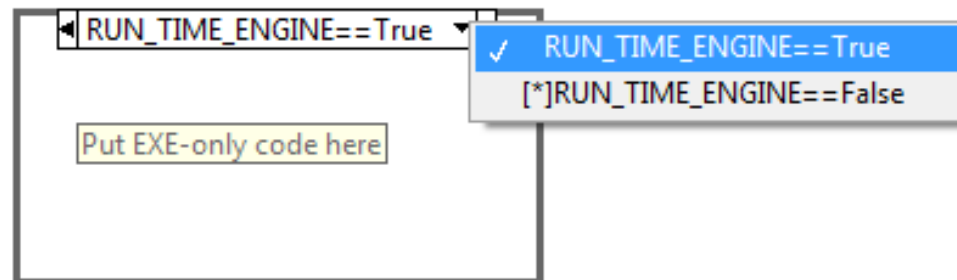 RUN_TIME_ENGINE==True
RUN_TIME_ENGINE==True
[*]RUN_TIME_ENGINE==False
Put EXE-only code here